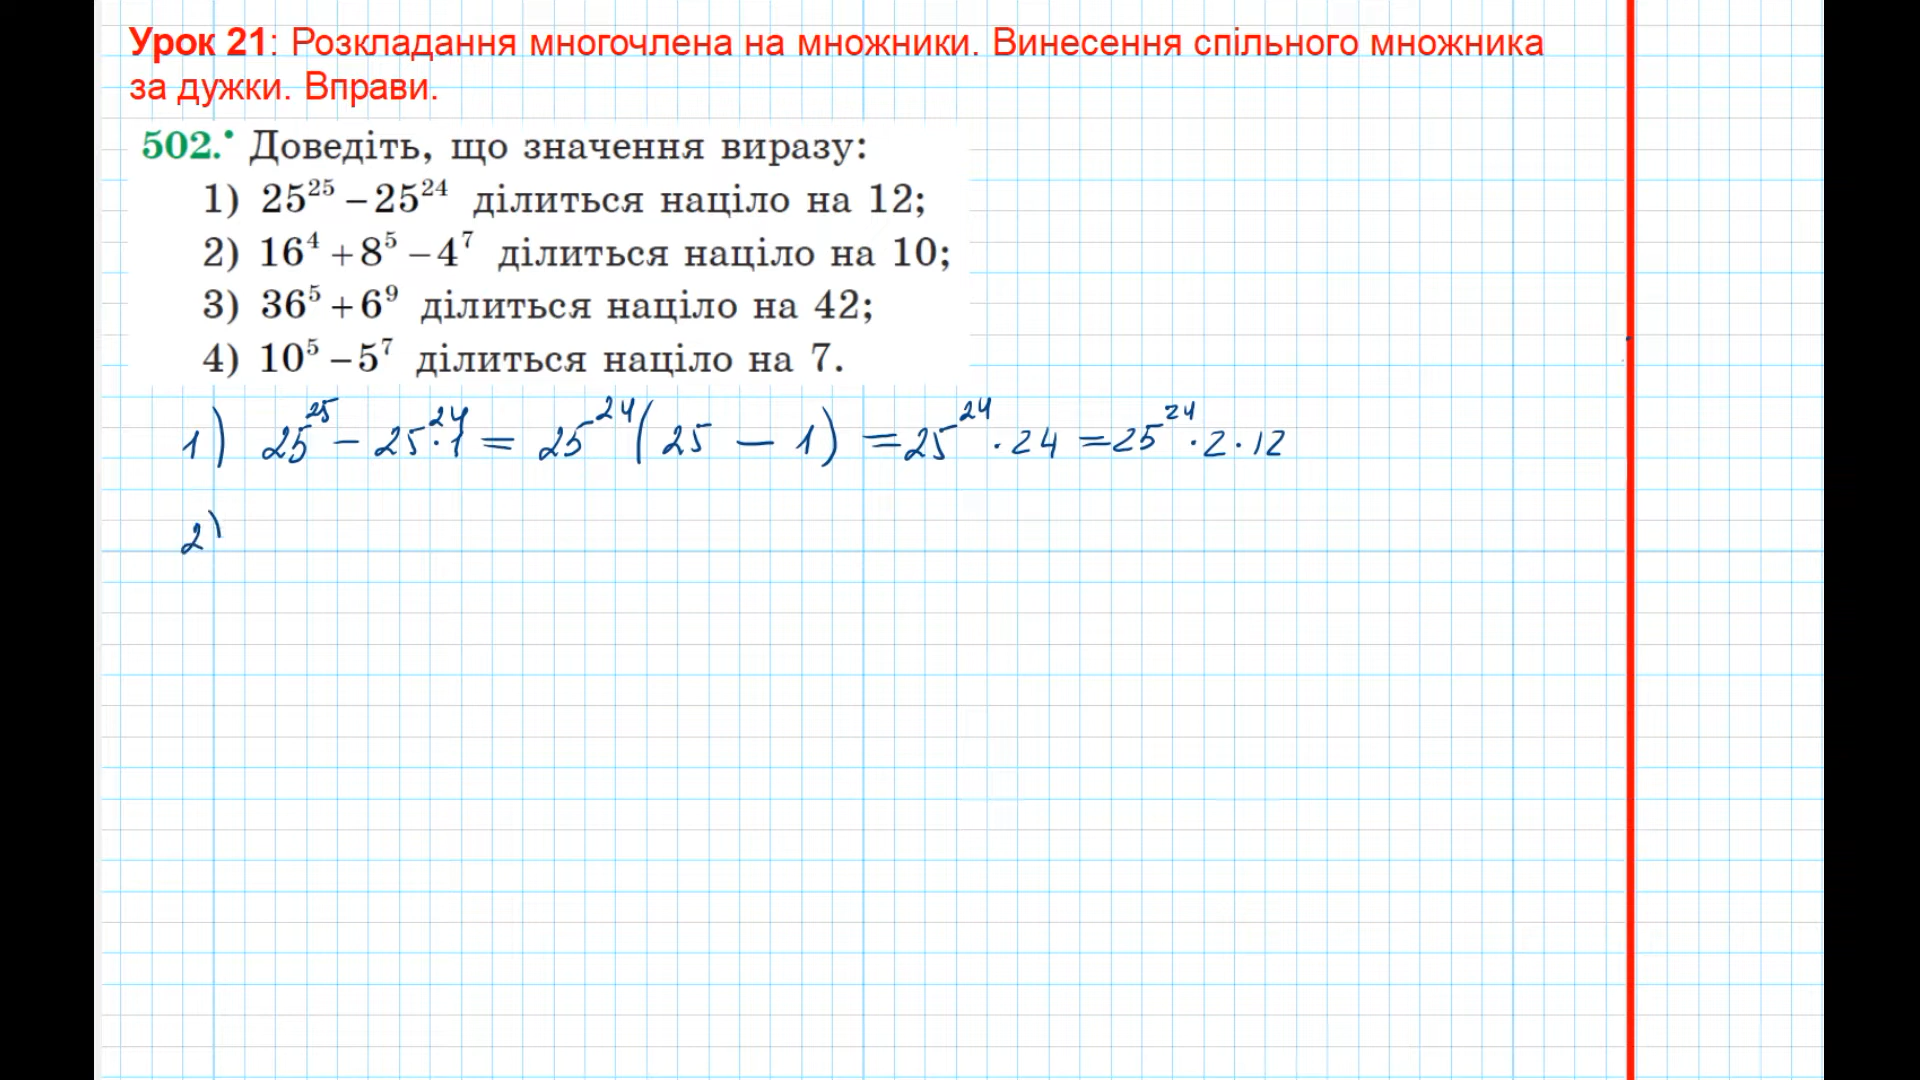 Урок 21: Розкладання многочлена на множники. Винесення спільного множника
за дужки. Вправи.
502.• Доведіть, що значення виразу:
1) 25²⁵ – 25²⁴ ділиться націло на 12;
2) 16⁴ + 8⁵ – 4⁷ ділиться націло на 10;
3) 36⁵ + 6⁹ ділиться націло на 42;
4) 10⁵ – 5⁷ ділиться націло на 7.
1) 25²⁵ – 25²⁴·1 = 25²⁴(25 – 1) = 25²⁴·24 = 25²⁴·2·12
2)